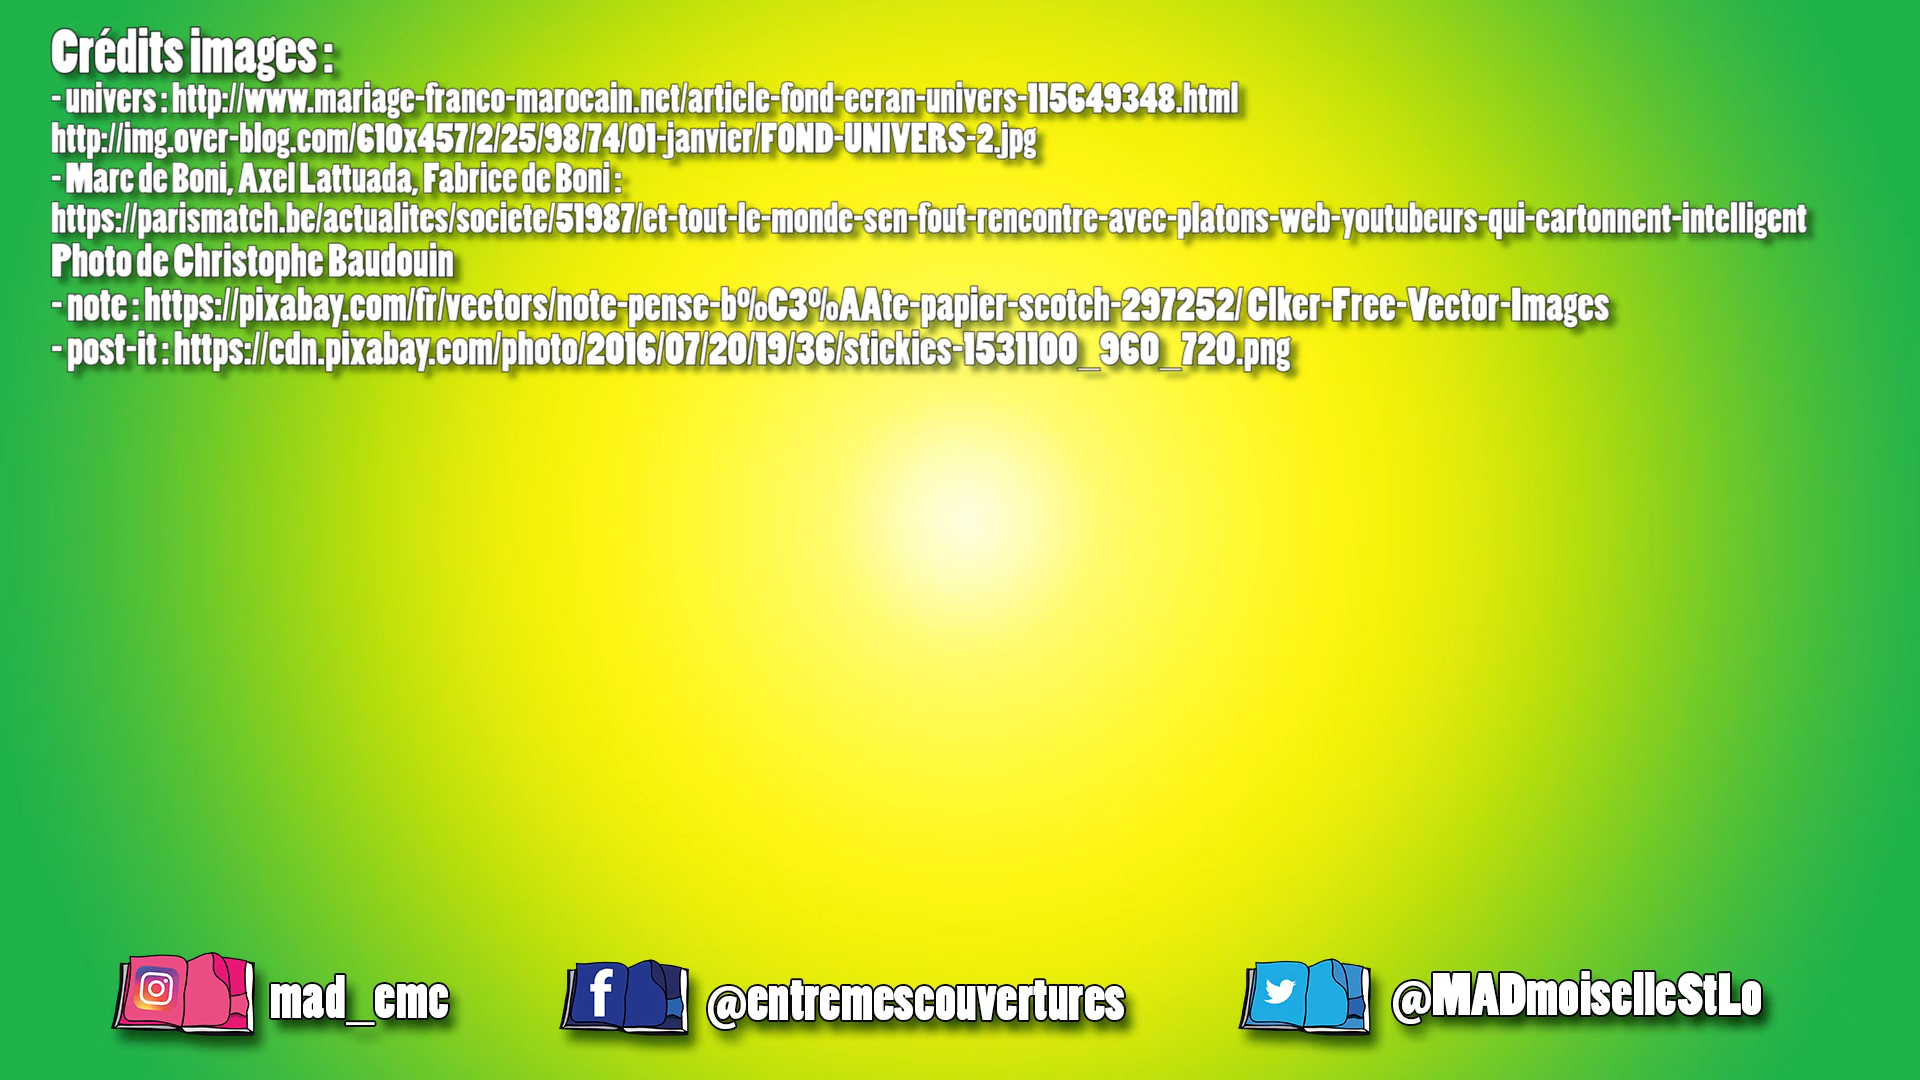 Crédits images :
- univers : http://www.mariage-franco-marocain.net/article-fond-ecran-univers-115649348.html
http://img.over-blog.com/610x457/2/25/98/74/01-janvier/FOND-UNIVERS-2.jpg
- Marc de Boni, Axel Lattuada, Fabrice de Boni :
https://parismatch.be/actualites/societe/51987/et-tout-le-monde-sen-fout-rencontre-avec-platons-web-youtubeurs-qui-cartonnent-intelligent
Photo de Christophe Baudouin
- note : https://pixabay.com/fr/vectors/note-pense-b%C3%AAte-papier-scotch-297252/ Clker-Free-Vector-Images
- post-it : https://cdn.pixabay.com/photo/2016/07/20/19/36/stickies-1531100_960_720.png
mad_emc
@entremescouvertures
@MADmoiselleStLo